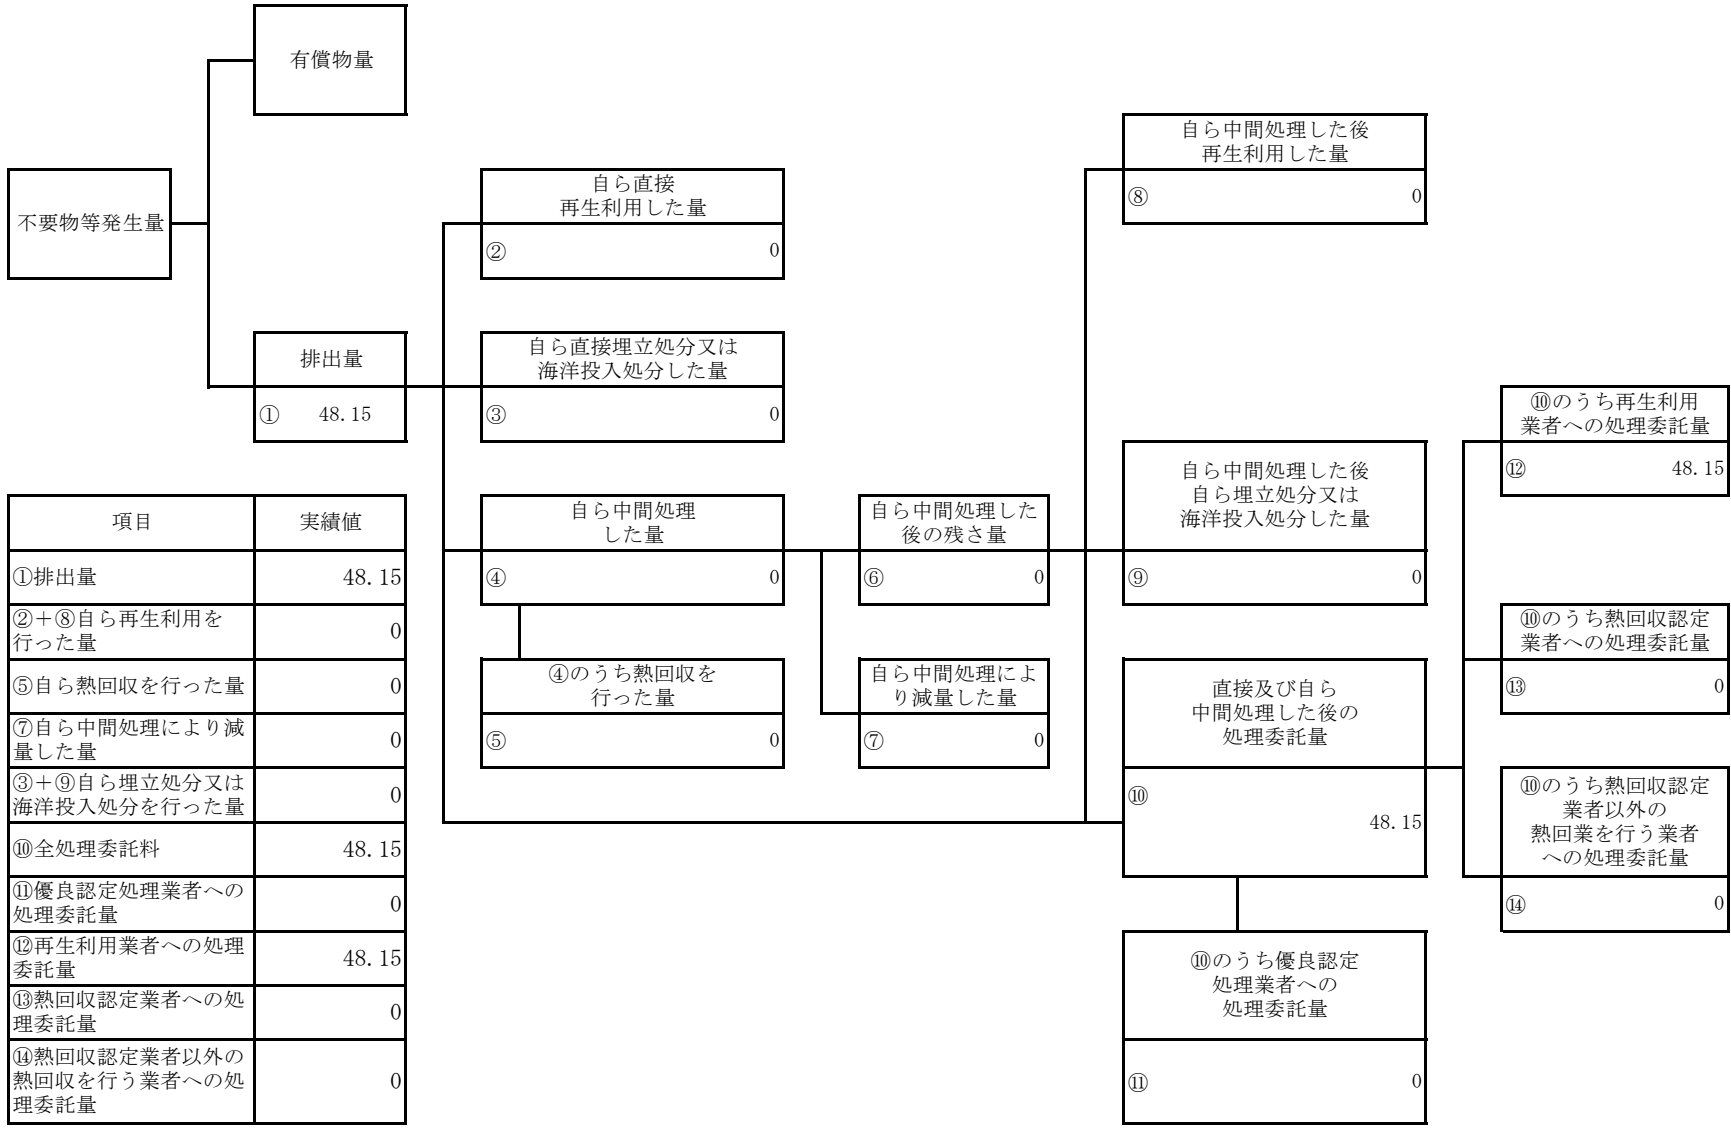 有償物量
不要物等発生量
排出量
① 48.15
自ら直接
再生利用した量
② 0
自ら直接埋立処分又は
海洋投入処分した量
③ 0
自ら中間処理
した量
④ 0
④のうち熱回収を
行った量
⑤ 0
自ら中間処理した
後の残さ量
⑥ 0
自ら中間処理によ
り減量した量
⑦ 0
自ら中間処理した後
再生利用した量
⑧ 0
自ら中間処理した後
自ら埋立処分又は
海洋投入処分した量
⑨ 0
直接及び自ら
中間処理した後の
処理委託量
⑩
48.15
⑩のうち優良認定
処理業者への
処理委託量
⑪ 0
⑩のうち再生利用
業者への処理委託量
⑫ 48.15
⑩のうち熱回収認定
業者への処理委託量
⑬ 0
⑩のうち熱回収認定
業者以外の
熱回業を行う業者
への処理委託量
⑭ 0
項目 実績値
①排出量 48.15
②＋⑧自ら再生利用を
行った量 0
⑤自ら熱回収を行った量 0
⑦自ら中間処理により減
量した量 0
③＋⑨自ら埋立処分又は
海洋投入処分を行った量 0
⑩全処理委託料 48.15
⑪優良認定処理業者への
処理委託量 0
⑫再生利用業者への処理
委託量 48.15
⑬熱回収認定業者への処
理委託量 0
⑭熱回収認定業者以外の
熱回収を行う業者への処
理委託量 0